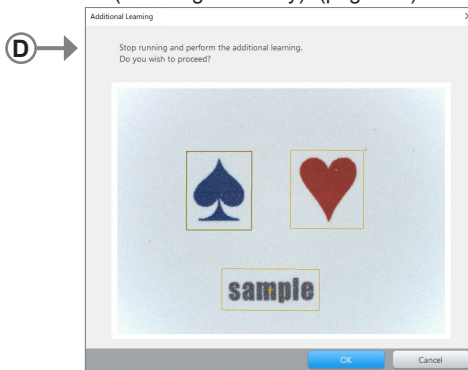 Additional Learning
D
Stop running and perform the additional learning.
Do you wish to proceed?
sample
OK
Cancel